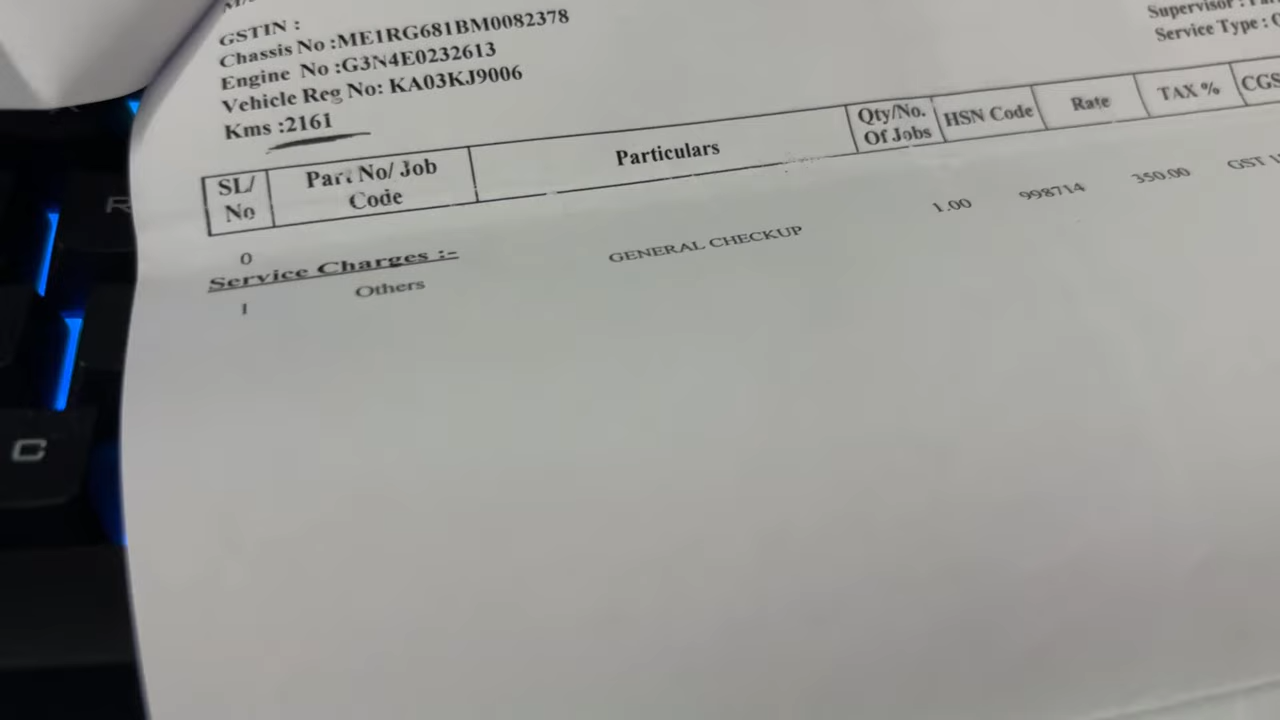 GSTIN :
Chassis No :ME1RG681BM0082378
Engine No :G3N4E0232613
Vehicle Reg No: KA03KJ9006
Kms :2161
Supervisor :
Service Type :
SL/ No Part No/ Job Code Particulars Qty/No. Of Jobs HSN Code Rate TAX % CGS
0
Service Charges :-
1 Others GENERAL CHECKUP 1.00 998714 350.00 GST
C
R